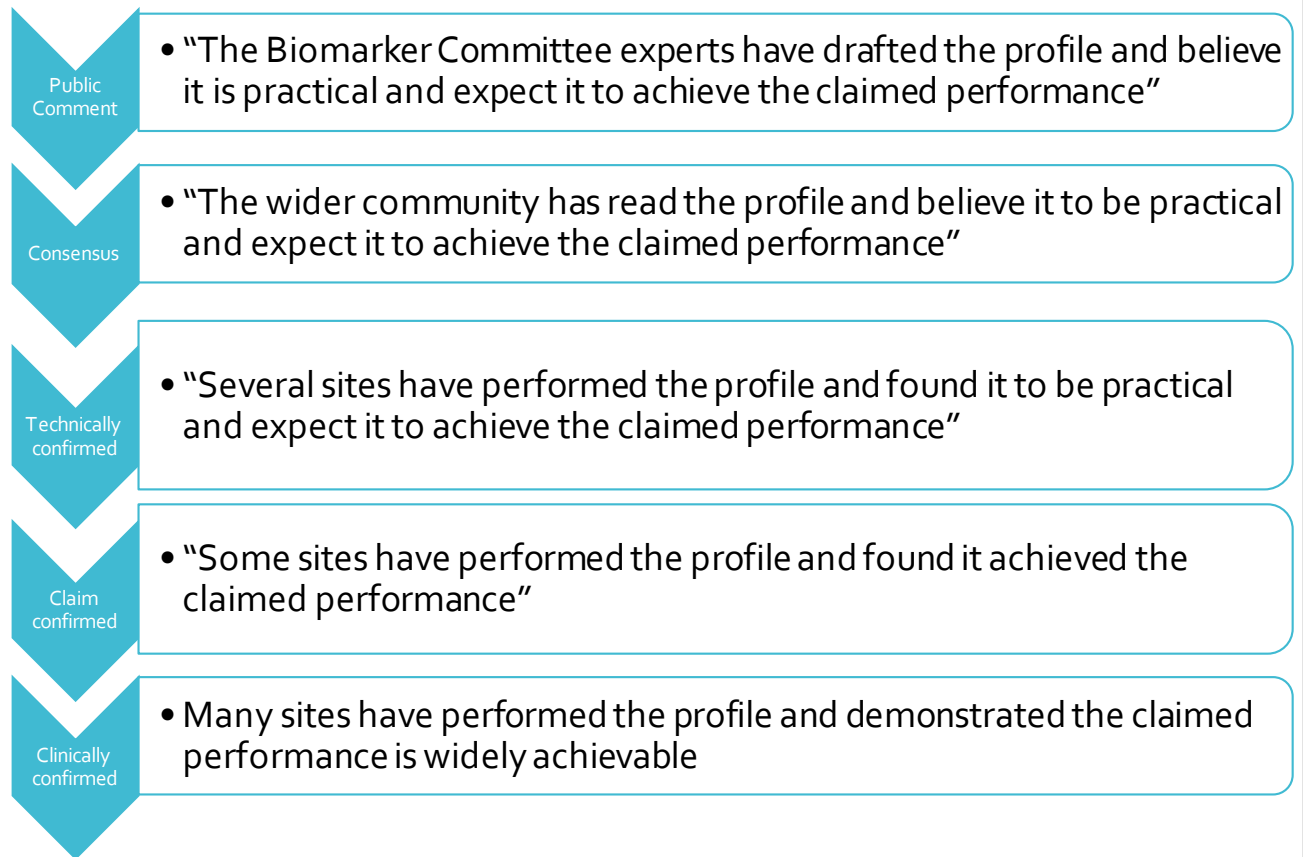 Public
Comment
• “The Biomarker Committee experts have drafted the profile and believe
it is practical and expect it to achieve the claimed performance”
Consensus
• “The wider community has read the profile and believe it to be practical
and expect it to achieve the claimed performance”
Technically
confirmed
• “Several sites have performed the profile and found it to be practical
and expect it to achieve the claimed performance”
Claim
confirmed
• “Some sites have performed the profile and found it achieved the
claimed performance”
Clinically
confirmed
• Many sites have performed the profile and demonstrated the claimed
performance is widely achievable